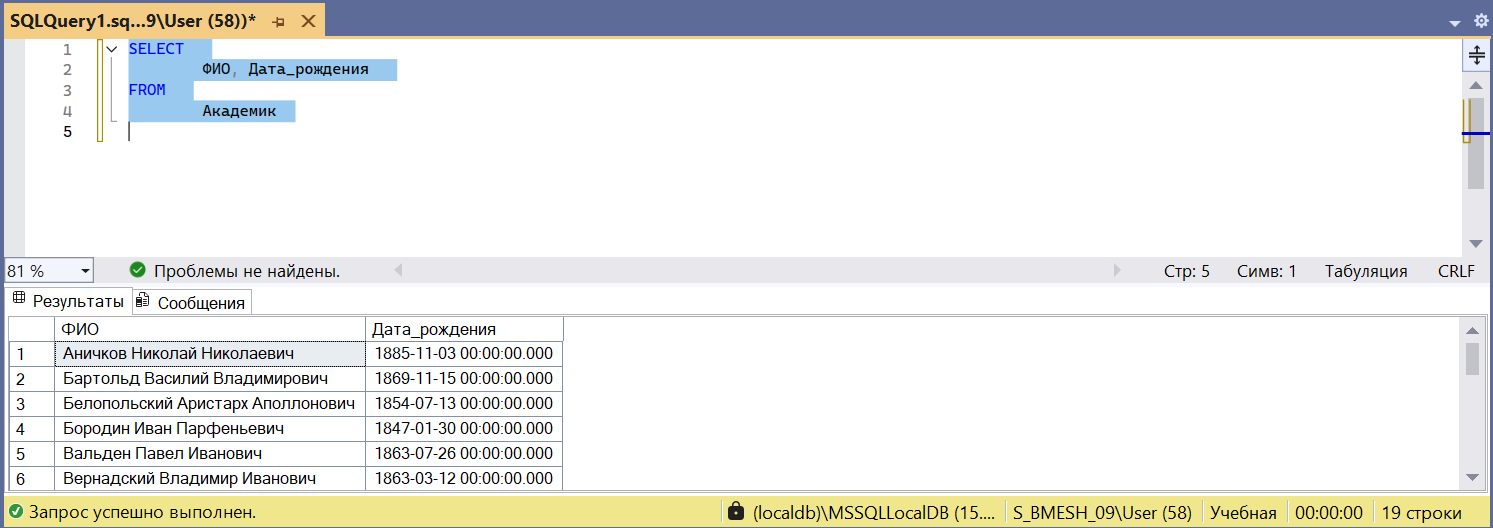 SQLQuery1.sq...9\User (58))*
1 SELECT
2 ФИО, Дата_рождения
3 FROM
4 Академик
5
81 % Проблемы не найдены. Стр: 5 Симв: 1 Табуляция CRLF
Результаты Сообщения
ФИО Дата_рождения
1 Аничков Николай Николаевич 1885-11-03 00:00:00.000
2 Бартольд Василий Владимирович 1869-11-15 00:00:00.000
3 Белопольский Аристарх Аполлонович 1854-07-13 00:00:00.000
4 Бородин Иван Парфеньевич 1847-01-30 00:00:00.000
5 Вальден Павел Иванович 1863-07-26 00:00:00.000
6 Вернадский Владимир Иванович 1863-03-12 00:00:00.000
Запрос успешно выполнен. (localdb)\MSSQLLocalDB (15.... S_BMESH_09\User (58) Учебная 00:00:00 19 строки